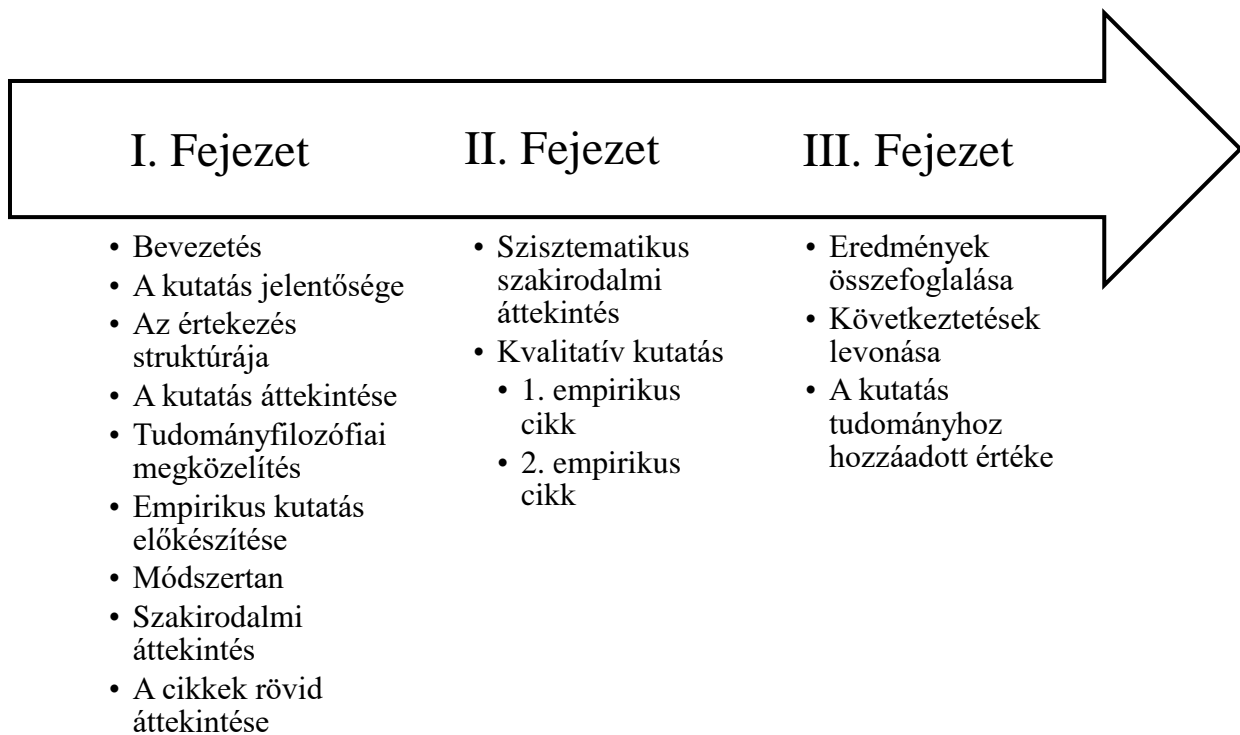 I. Fejezet
• Bevezetés
• A kutatás jelentősége
• Az értekezés
struktúrája
• A kutatás áttekintése
• Tudományfilozófiai
megközelítés
• Empirikus kutatás
előkészítése
• Módszertan
• Szakirodalmi
áttekintés
• A cikkek rövid
áttekintése
II. Fejezet
• Szisztematikus
szakirodalmi
áttekintés
• Kvalitatív kutatás
• 1. empirikus
cikk
• 2. empirikus
cikk
III. Fejezet
• Eredmények
összefoglalása
• Következtetések
levonása
• A kutatás
tudományhoz
hozzáadott értéke